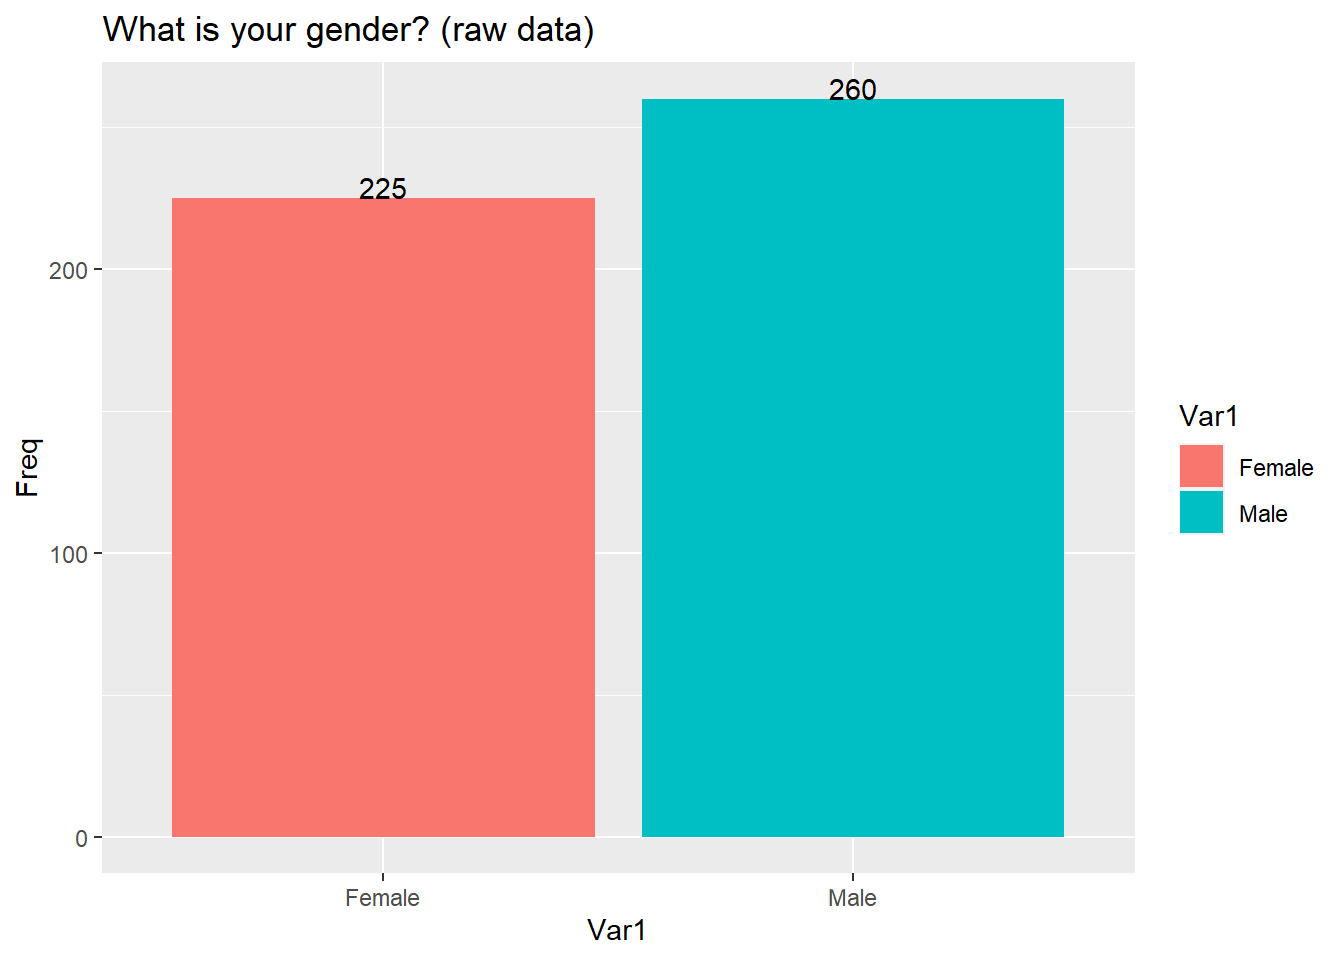 What is your gender? (raw data)
260
225
200
100
0
Freq
Female
Male
Var1
Var1
Female
Male